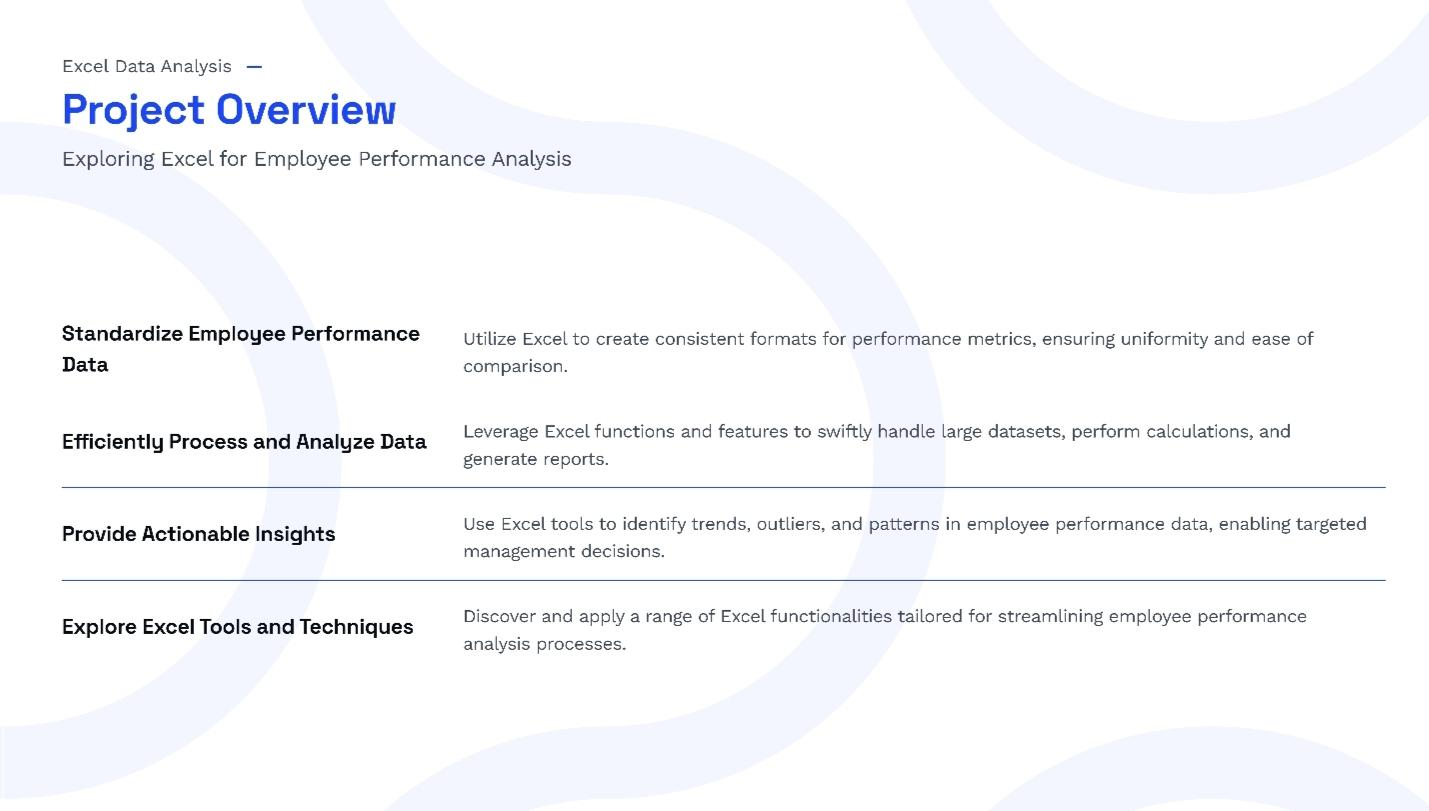 Excel Data Analysis —
Project Overview
Exploring Excel for Employee Performance Analysis
Standardize Employee Performance
Data
Utilize Excel to create consistent formats for performance metrics, ensuring uniformity and ease of
comparison.
Efficiently Process and Analyze Data
Leverage Excel functions and features to swiftly handle large datasets, perform calculations, and
generate reports.
Provide Actionable Insights
Use Excel tools to identify trends, outliers, and patterns in employee performance data, enabling targeted
management decisions.
Explore Excel Tools and Techniques
Discover and apply a range of Excel functionalities tailored for streamlining employee performance
analysis processes.